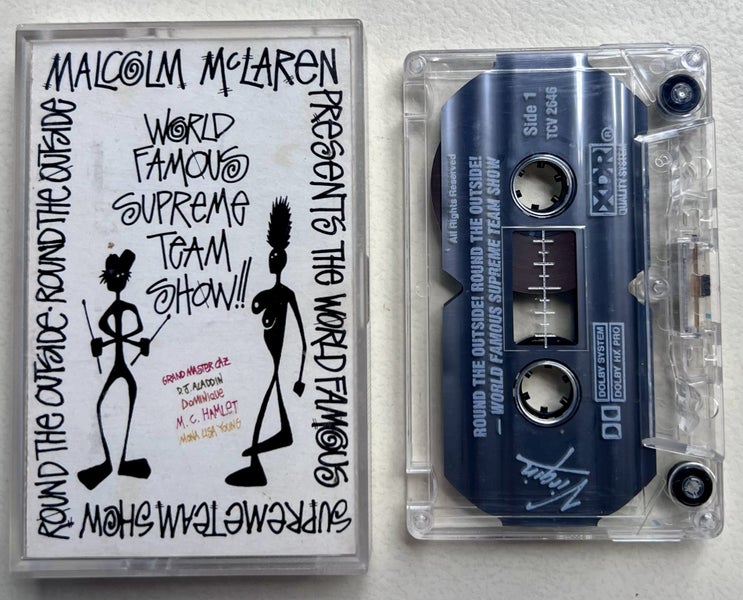 MALCOLM McLAREN
PRESENTS THE WORLD FAMOUS
SUPREME TEAM SHOW
ROUND THE OUTSIDE·ROUND THE OUTSIDE
WORLD
FAMOUS
SUPREME
TEAM
SHOW!!
GRAND MASTER CAZ
D.J. ALADDIN
DOMINIQUE
M.C. HAMLET
MONA LISA YOUNG
Side 1
TCV 2646
All Rights Reserved
ROUND THE OUTSIDE! ROUND THE OUTSIDE!
— WORLD FAMOUS SUPREME TEAM SHOW
XDR®
QUALITY SYSTEM
DOLBY SYSTEM
DOLBY HX PRO
Virgin